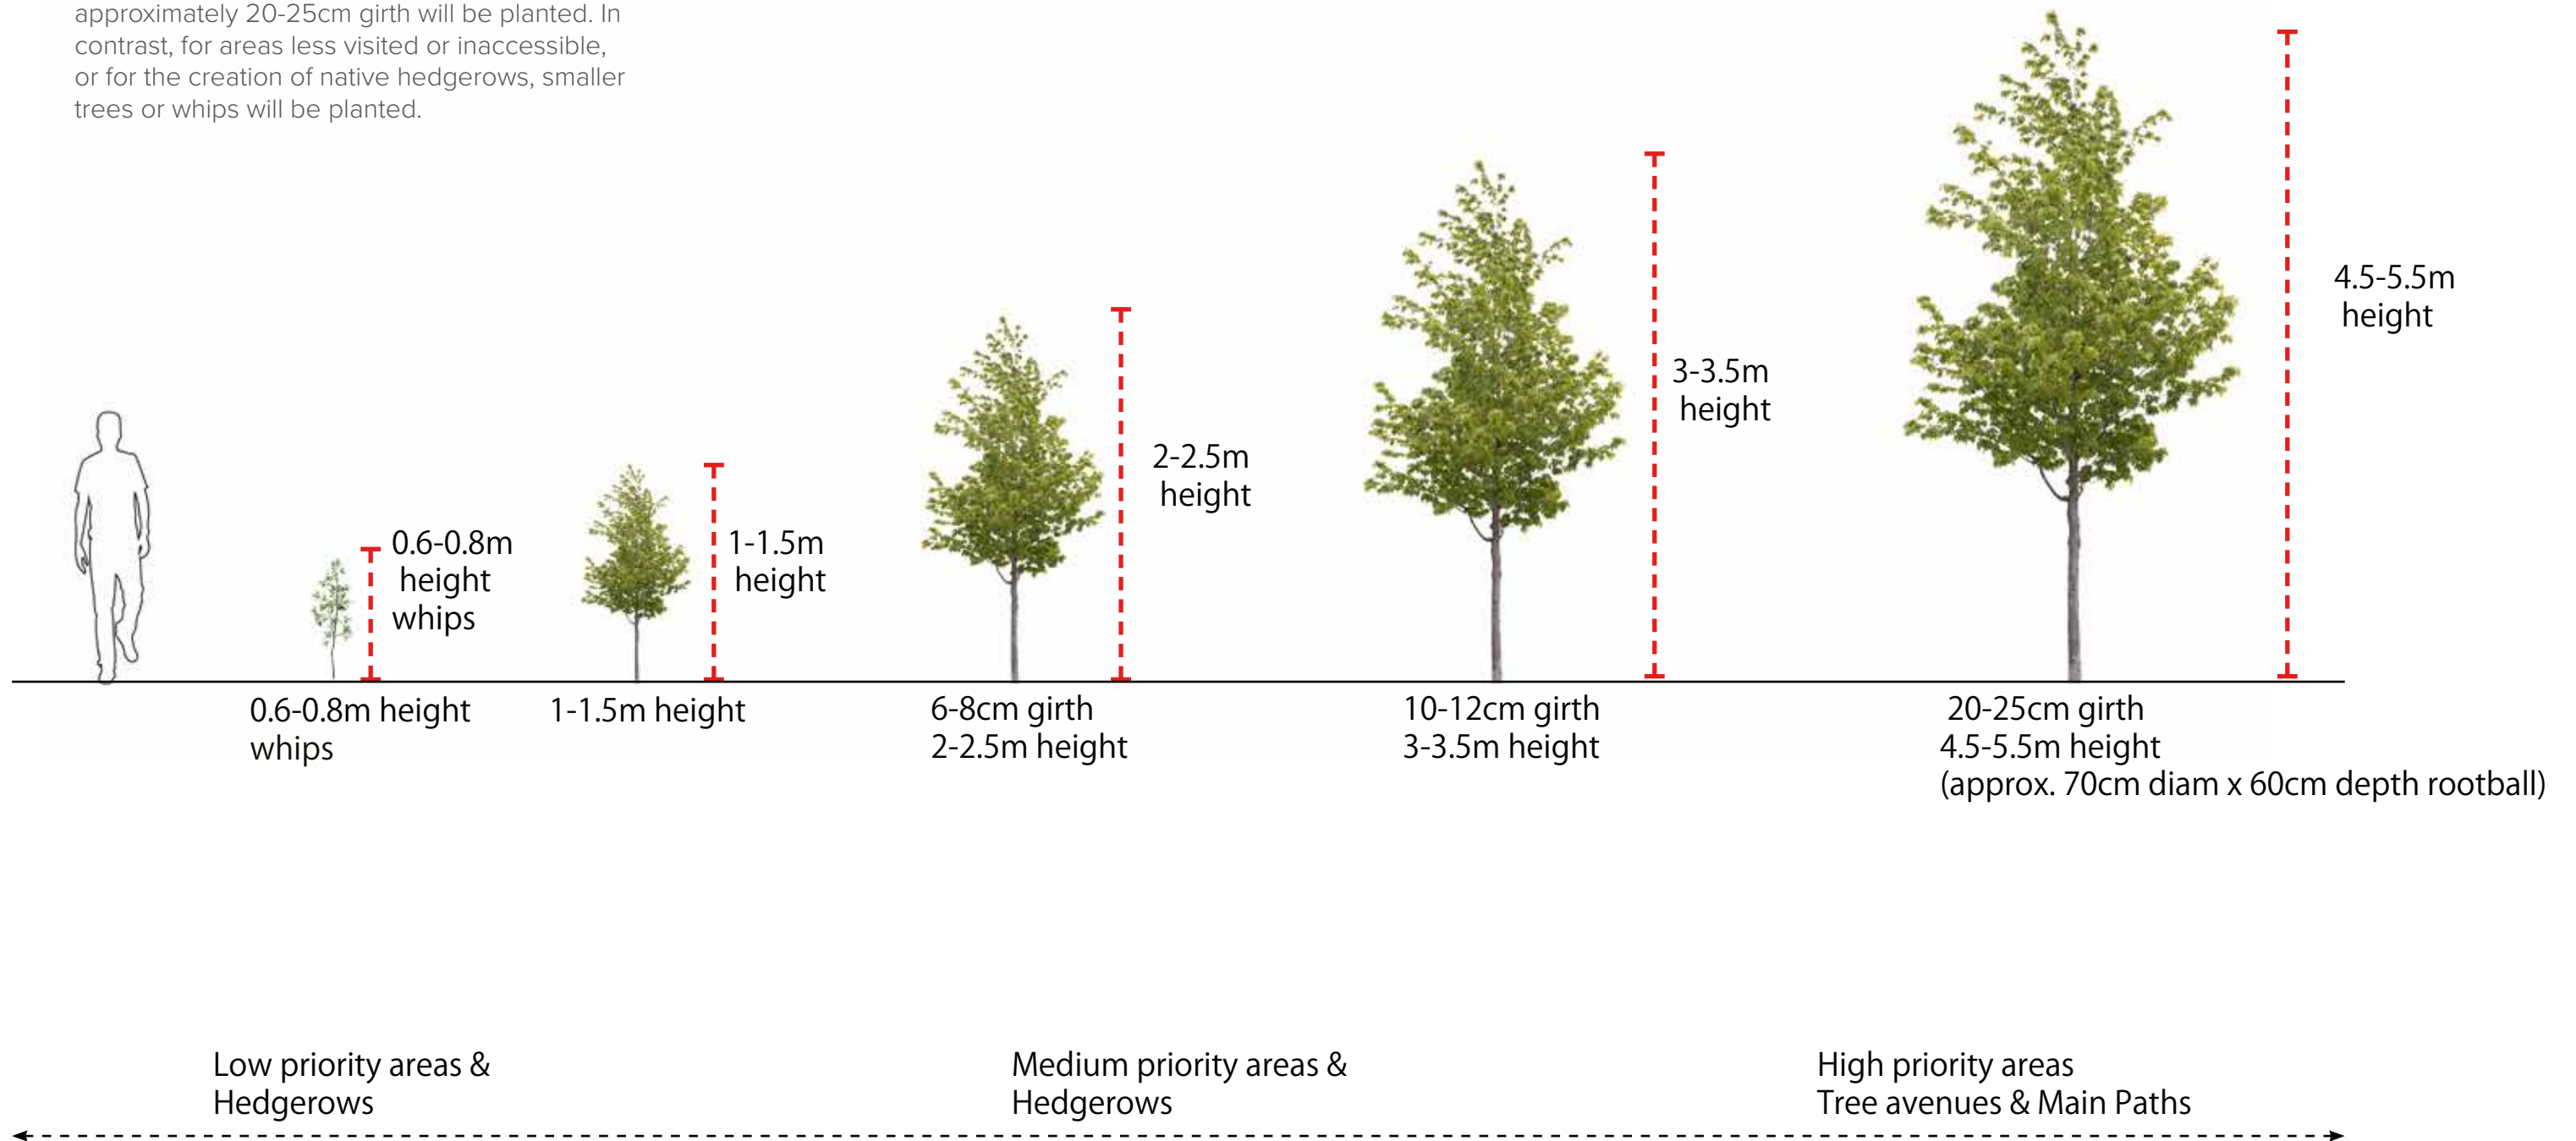 approximately 20-25cm girth will be planted. In
contrast, for areas less visited or inaccessible,
or for the creation of native hedgerows, smaller
trees or whips will be planted.
4.5-5.5m
height
3-3.5m
height
2-2.5m
height
0.6-0.8m
height
whips
1-1.5m
height
0.6-0.8m height
whips
1-1.5m height
6-8cm girth
2-2.5m height
10-12cm girth
3-3.5m height
20-25cm girth
4.5-5.5m height
(approx. 70cm diam x 60cm depth rootball)
Low priority areas &
Hedgerows
Medium priority areas &
Hedgerows
High priority areas
Tree avenues & Main Paths